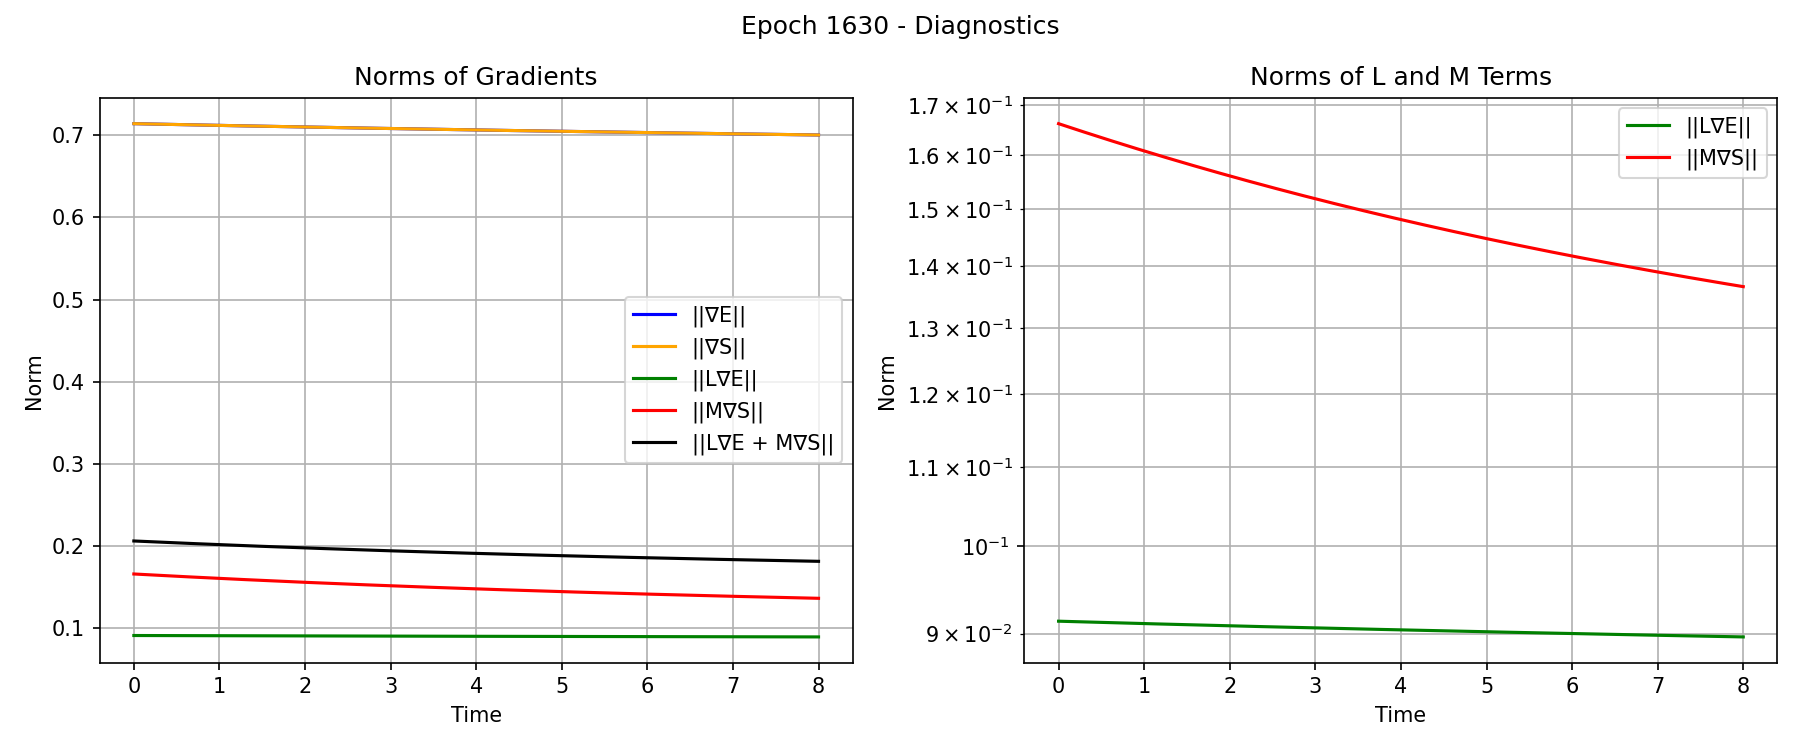 Epoch 1630 - Diagnostics
Norms of Gradients
Norm
0.7
0.6
0.5
0.4
0.3
0.2
0.1
||∇E||
||∇S||
||L∇E||
||M∇S||
||L∇E + M∇S||
0 1 2 3 4 5 6 7 8
Time
Norms of L and M Terms
Norm
1.7 × 10⁻¹
1.6 × 10⁻¹
1.5 × 10⁻¹
1.4 × 10⁻¹
1.3 × 10⁻¹
1.2 × 10⁻¹
1.1 × 10⁻¹
10⁻¹
9 × 10⁻²
||L∇E||
||M∇S||
0 1 2 3 4 5 6 7 8
Time